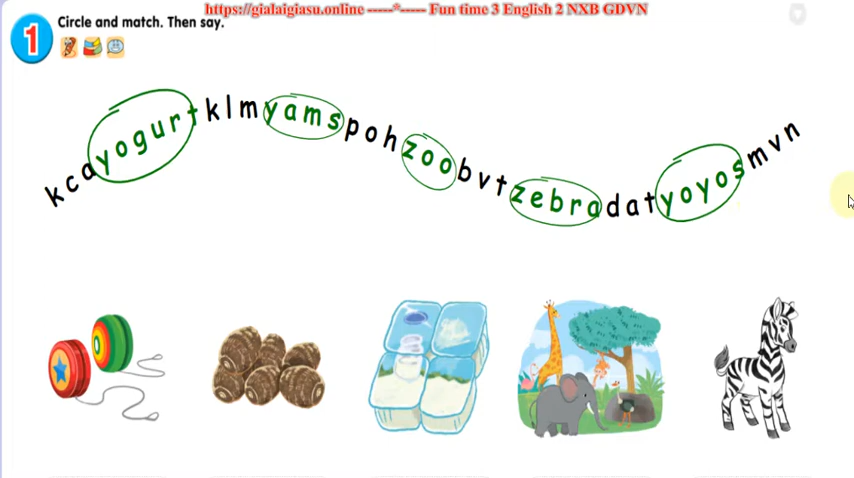 https://gialaigiasu.online -----*----- Fun time 3 English 2 NXB GDVN
Circle and match. Then say.
1
kcayogurtklmyamspohzoobvtzebradatyoyosmvn